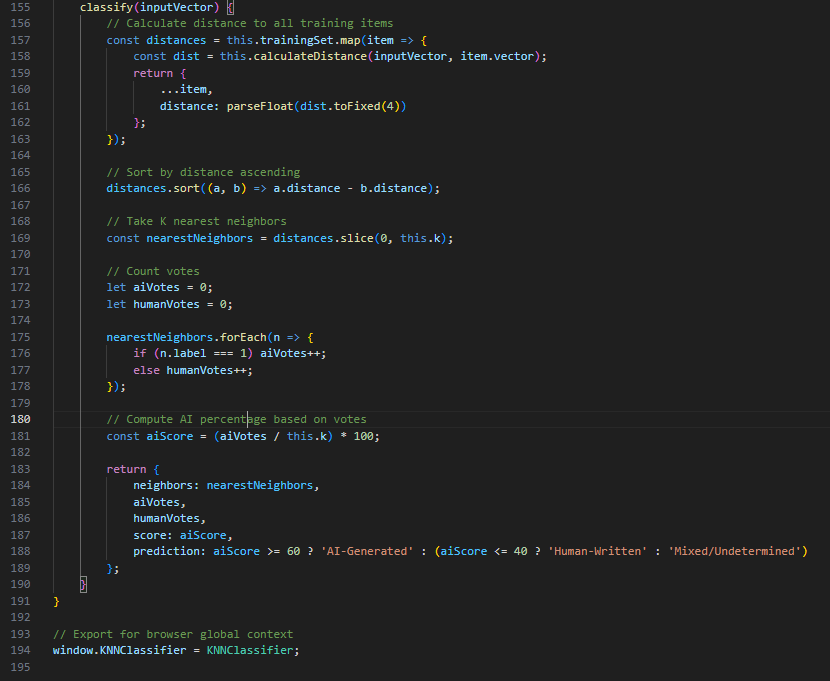 155 classify(inputVector) {
156 // Calculate distance to all training items
157 const distances = this.trainingSet.map(item => {
158 const dist = this.calculateDistance(inputVector, item.vector);
159 return {
160 ...item,
161 distance: parseFloat(dist.toFixed(4))
162 };
163 });
164
165 // Sort by distance ascending
166 distances.sort((a, b) => a.distance - b.distance);
167
168 // Take K nearest neighbors
169 const nearestNeighbors = distances.slice(0, this.k);
170
171 // Count votes
172 let aiVotes = 0;
173 let humanVotes = 0;
174
175 nearestNeighbors.forEach(n => {
176 if (n.label === 1) aiVotes++;
177 else humanVotes++;
178 });
179
180 // Compute AI percentage based on votes
181 const aiScore = (aiVotes / this.k) * 100;
182
183 return {
184 neighbors: nearestNeighbors,
185 aiVotes,
186 humanVotes,
187 score: aiScore,
188 prediction: aiScore >= 60 ? 'AI-Generated' : (aiScore <= 40 ? 'Human-Written' : 'Mixed/Undetermined')
189 };
190 }
191 }
192
193 // Export for browser global context
194 window.KNNClassifier = KNNClassifier;
195